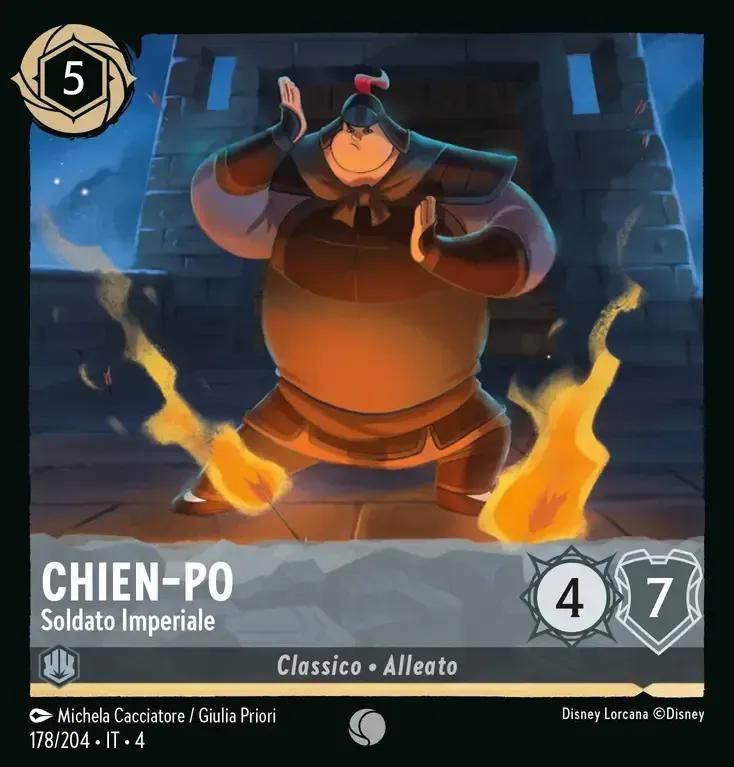 5
CHIEN-PO
Soldato Imperiale
4
7
Classico • Alleato
Michela Cacciatore / Giulia Priori
Disney Lorcana ©Disney
178/204 • IT • 4